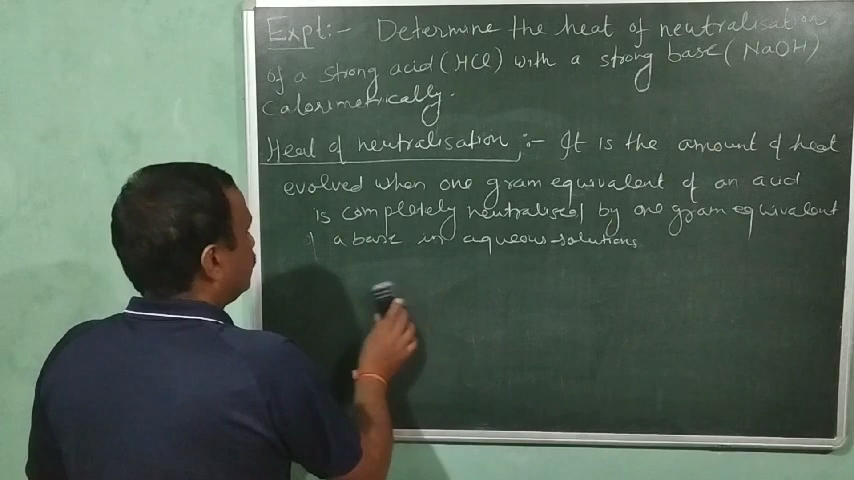 Expt:- Determine the heat of neutralisation
of a strong acid (HCl) with a strong base (NaOH)
Calorimetrically.
Heat of neutralisation :- It is the amount of heat
evolved when one gram equivalent of an acid
is completely neutralised by one gram equivalent
of a base in aqueous solutions